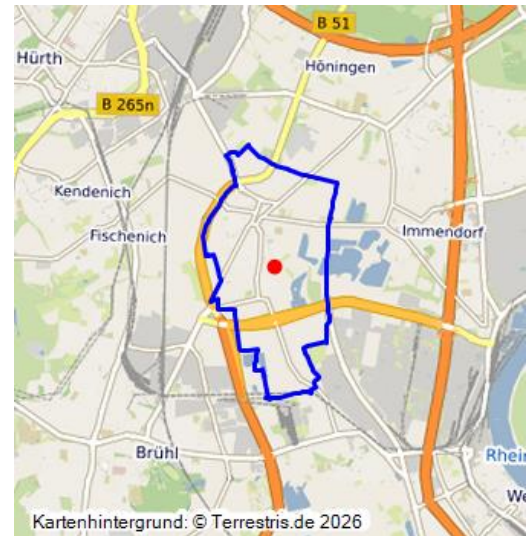 B 51
Hürth
Höningen
B 265n
Kendenich
Fischenich
Immendorf
Brühl
Rhein
We
Kartenhintergrund: © Terrestris.de 2026